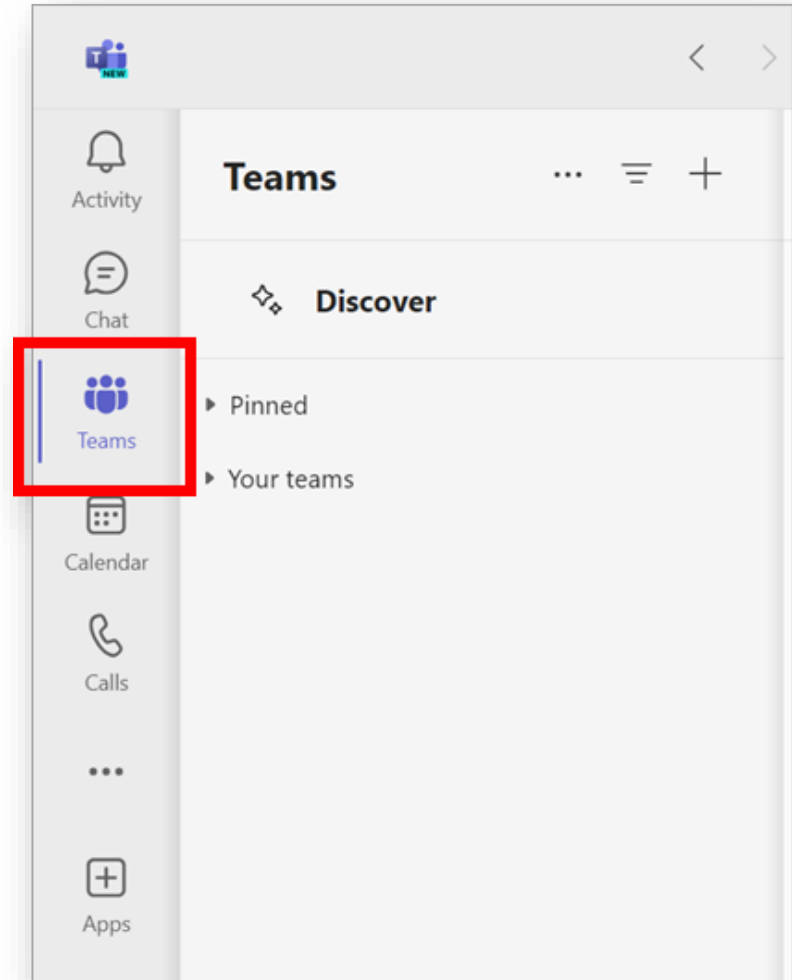 T
NEW
Activity
Teams
Chat
Discover
Teams
Pinned
Your teams
Calendar
Calls
Apps